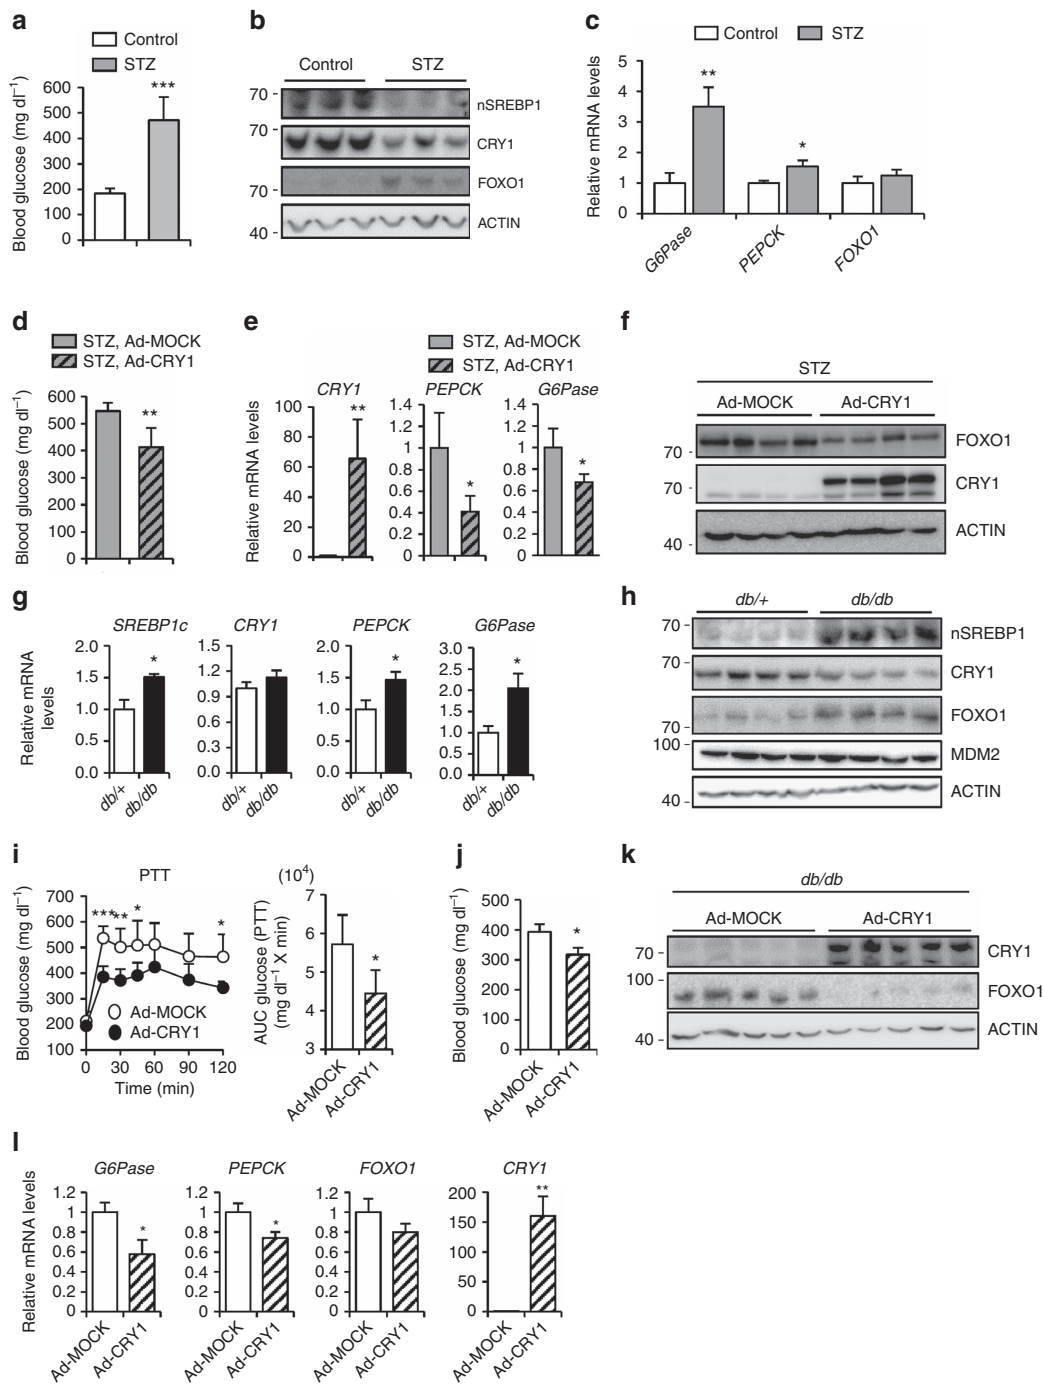 a
Control
STZ
Blood glucose (mg dl⁻¹)
600
500
400
300
200
100
0
***
b
Control STZ
70 - nSREBP1
70 - CRY1
70 - FOXO1
40 - ACTIN
c
Control STZ
Relative mRNA levels
5
4
3
2
1
0
**
*
G6Pase PEPCK FOXO1
d
STZ, Ad-MOCK
STZ, Ad-CRY1
Blood glucose (mg dl⁻¹)
600
500
400
300
200
100
0
**
e
STZ, Ad-MOCK
STZ, Ad-CRY1
Relative mRNA levels
CRY1
100
80
60
40
20
0
**
PEPCK
1.4
1.2
1
0.8
0.6
0.4
0.2
0
*
G6Pase
1.4
1.2
1
0.8
0.6
0.4
0.2
0
*
f
STZ
Ad-MOCK Ad-CRY1
70 - FOXO1
70 - CRY1
40 - ACTIN
g
Relative mRNA
levels
SREBP1c
2.0
1.5
1.0
0.5
0.0
*
db/+ db/db
CRY1
1.5
1.2
0.9
0.6
0.3
0.0
db/+ db/db
PEPCK
2.0
1.5
1.0
0.5
0.0
*
db/+ db/db
G6Pase
3.0
2.5
2.0
1.5
1.0
0.5
0.0
*
db/+ db/db
h
db/+ db/db
70 - nSREBP1
70 - CRY1
70 - FOXO1
100 - MDM2
40 - ACTIN
i
PTT
Blood glucose (mg dl⁻¹)
700
600
500
400
300
200
100
*** ** * *
Ad-MOCK
Ad-CRY1
0 30 60 90 120
Time (min)
(10⁴)
AUC glucose (PTT)
(mg dl⁻¹ X min)
7
6
5
4
3
*
Ad-MOCK Ad-CRY1
j
Blood glucose (mg dl⁻¹)
500
400
300
200
100
0
*
Ad-MOCK Ad-CRY1
k
db/db
Ad-MOCK Ad-CRY1
70 - CRY1
100 - FOXO1
40 - ACTIN
l
Relative mRNA levels
G6Pase
1.2
1
0.8
0.6
0.4
0.2
0
*
Ad-MOCK Ad-CRY1
PEPCK
1.2
1
0.8
0.6
0.4
0.2
0
*
Ad-MOCK Ad-CRY1
FOXO1
1.2
1
0.8
0.6
0.4
0.2
0
Ad-MOCK Ad-CRY1
CRY1
200
150
100
50
0
**
Ad-MOCK Ad-CRY1